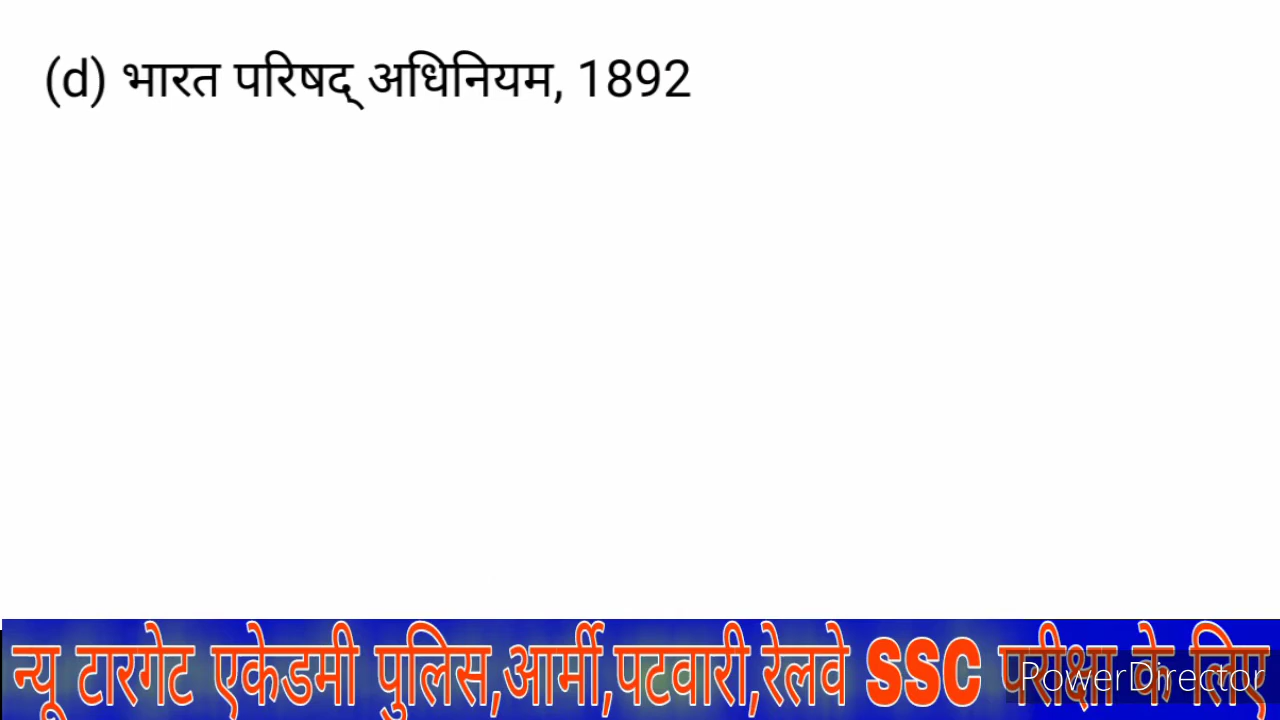 (d) भारत परिषद् अधिनियम, 1892
न्यू टारगेट एकेडमी पुलिस,आर्मी,पटवारी,रेलवे SSC परीक्षा के लिए
PowerDirector